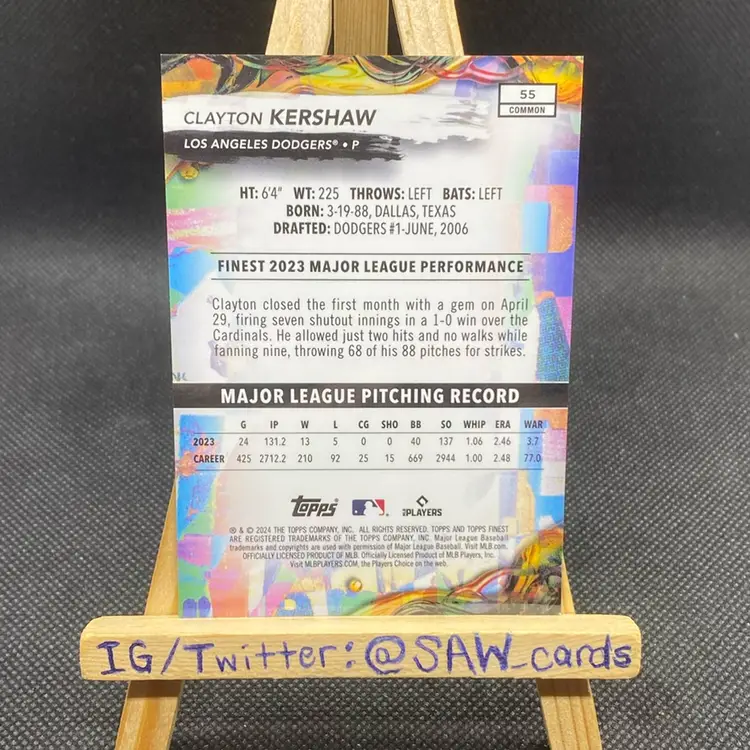 55
COMMON
CLAYTON KERSHAW
LOS ANGELES DODGERS® • P
HT: 6'4" WT: 225 THROWS: LEFT BATS: LEFT
BORN: 3-19-88, DALLAS, TEXAS
DRAFTED: DODGERS #1-JUNE, 2006
FINEST 2023 MAJOR LEAGUE PERFORMANCE
Clayton closed the first month with a gem on April
29, firing seven shutout innings in a 1-0 win over the
Cardinals. He allowed just two hits and no walks while
fanning nine, throwing 68 of his 88 pitches for strikes.
MAJOR LEAGUE PITCHING RECORD
G IP W L CG SHO BB SO WHIP ERA WAR
2023 24 131.2 13 5 0 0 40 137 1.06 2.46 3.7
CAREER 425 2712.2 210 92 25 15 669 2944 1.00 2.48 77.0
topps PLAYERS
® & © 2024 THE TOPPS COMPANY, INC. ALL RIGHTS RESERVED. TOPPS AND TOPPS FINEST
ARE REGISTERED TRADEMARKS OF THE TOPPS COMPANY, INC. Major League Baseball
trademarks and copyrights are used with permission of Major League Baseball. Visit MLB.com.
OFFICIALLY LICENSED PRODUCT OF MLB. Officially Licensed Product of MLB Players, Inc.
Visit MLBPLAYERS.COM, the Players Choice on the web.
IG/Twitter: @SAW_cards